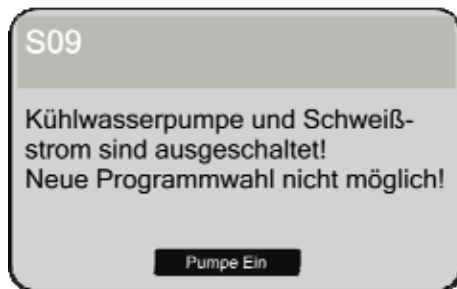 S09
Kühlwasserpumpe und Schweiß-
strom sind ausgeschaltet!
Neue Programmwahl nicht möglich!
Pumpe Ein